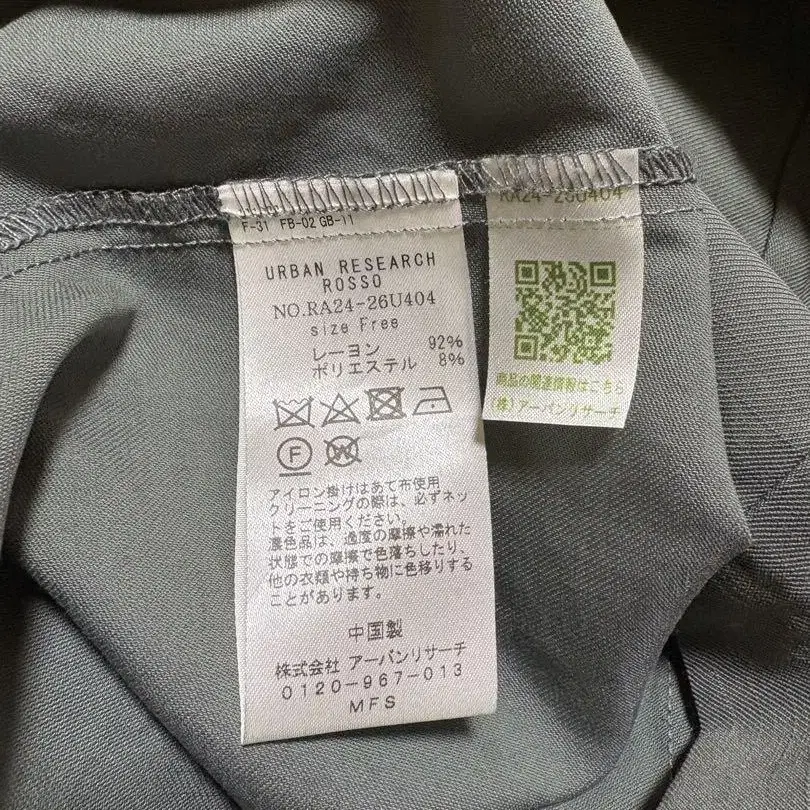 F-31 FB-02 GB-11
URBAN RESEARCH
ROSSO
NO.RA24-26U404
size Free
レーヨン 92%
ポリエステル 8%
F
W
アイロン掛けはあて布使用
クリーニングの際は、必ずネッ
トをご使用ください。
濃色品は、過度の摩擦や濡れた
状態での摩擦で色落ちしたり、
他の衣類や持ち物に色移りする
ことがあります。
中国製
株式会社 アーバンリサーチ
0120-967-013
MFS
RA24-26U404
商品の関連情報はこちら
(株)アーバンリサーチ